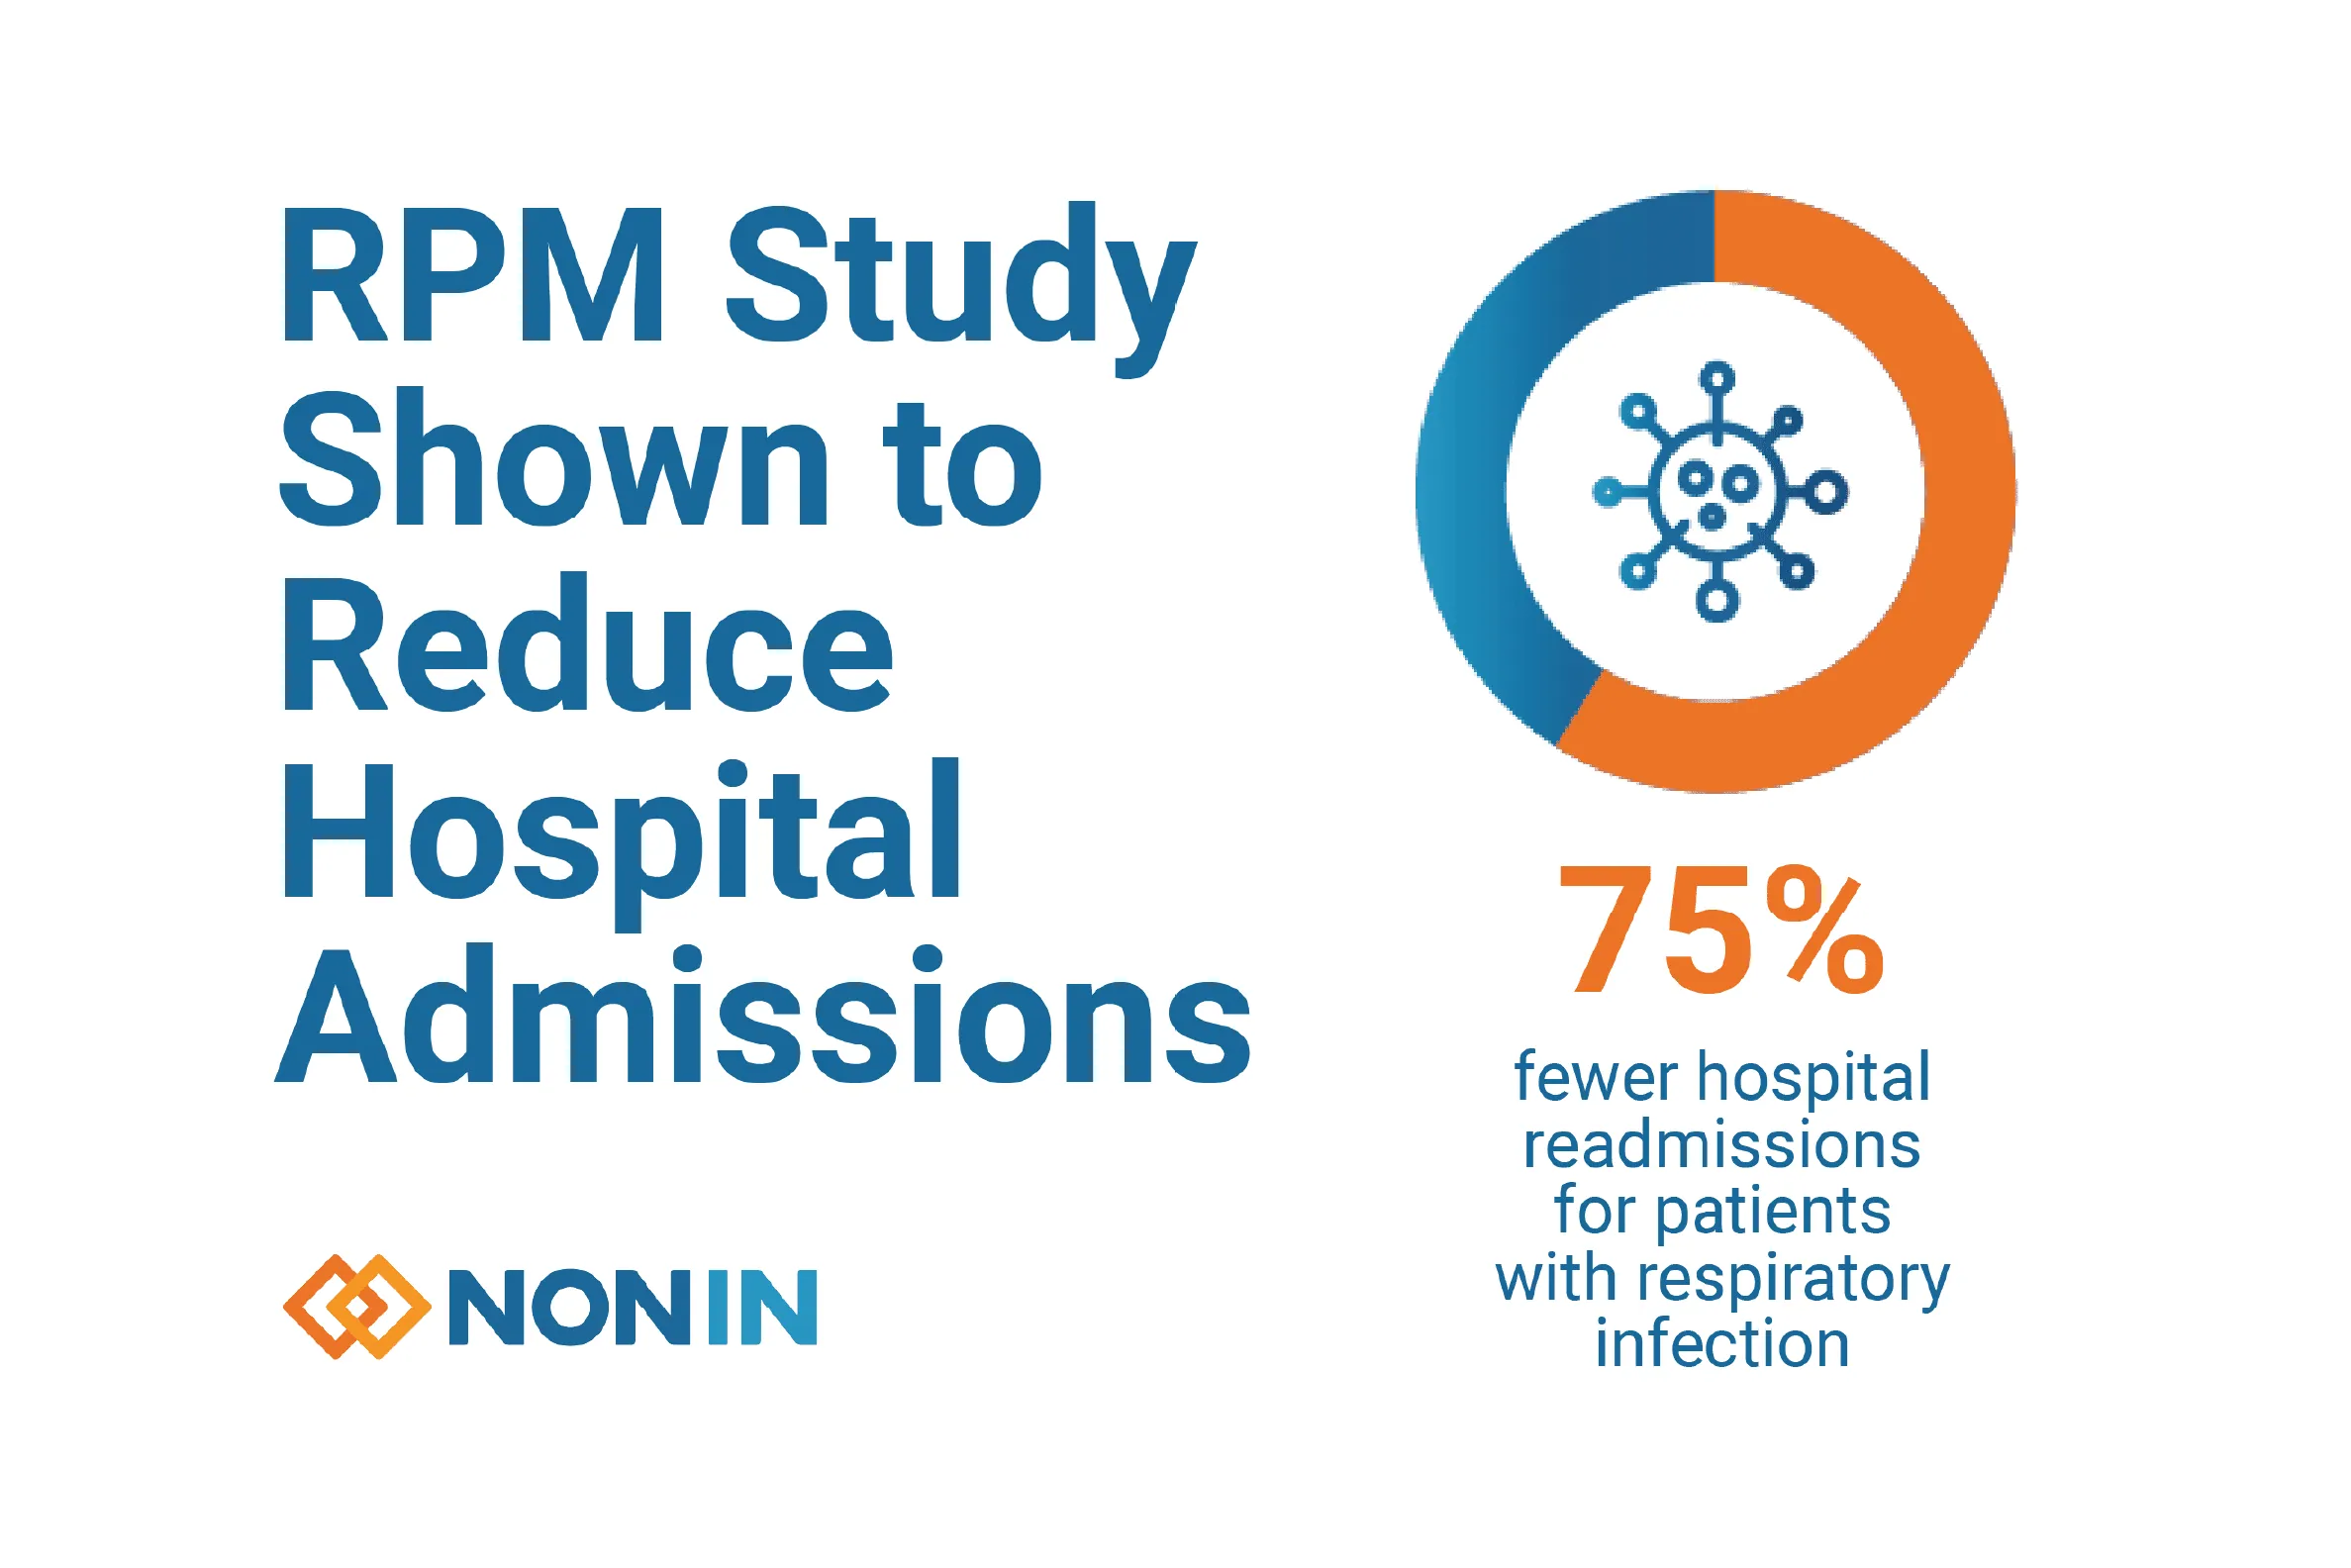 RPM Study
Shown to
Reduce
Hospital
Admissions
NONIN
75%
fewer hospital
readmissions
for patients
with respiratory
infection